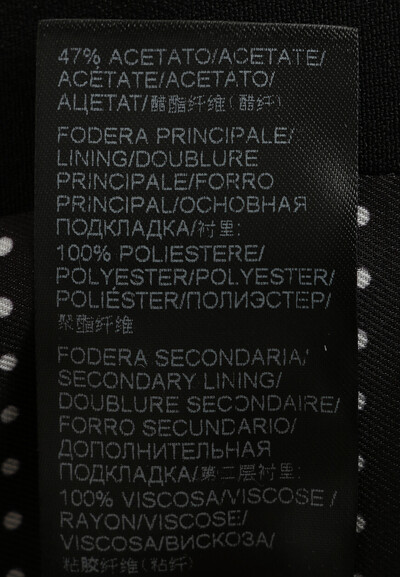 47% ACETATO/ACETATE/
ACÉTATE/ACETATO/
АЦЕТАТ/醋酯纤维(醋纤)
FODERA PRINCIPALE/
LINING/DOUBLURE
PRINCIPALE/FORRO
PRINCIPAL/ОСНОВНАЯ
ПОДКЛАДКА/衬里:
100% POLIESTERE/
POLYESTER/POLYESTER/
POLIÉSTER/ПОЛИЭСТЕР/
聚酯纤维
FODERA SECONDARIA/
SECONDARY LINING/
DOUBLURE SECONDAIRE/
FORRO SECUNDARIO/
ДОПОЛНИТЕЛЬНАЯ
ПОДКЛАДКА/第二层衬里:
100% VISCOSA/VISCOSE/
RAYON/VISCOSE/
VISCOSA/ВИСКОЗА/
粘胶纤维(粘纤)